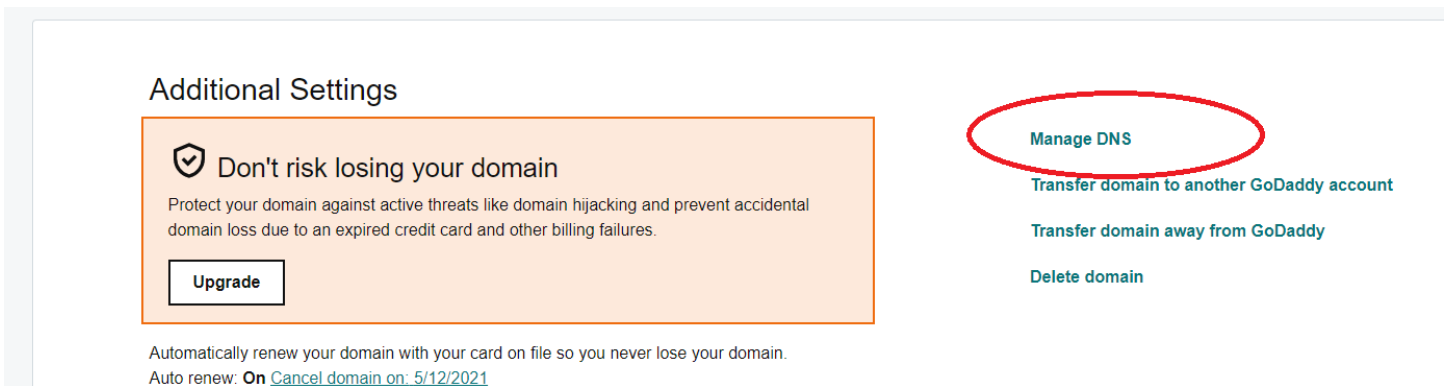 Additional Settings
Don't risk losing your domain
Protect your domain against active threats like domain hijacking and prevent accidental
domain loss due to an expired credit card and other billing failures.
Upgrade
Automatically renew your domain with your card on file so you never lose your domain.
Auto renew: On Cancel domain on: 5/12/2021
Manage DNS
Transfer domain to another GoDaddy account
Transfer domain away from GoDaddy
Delete domain